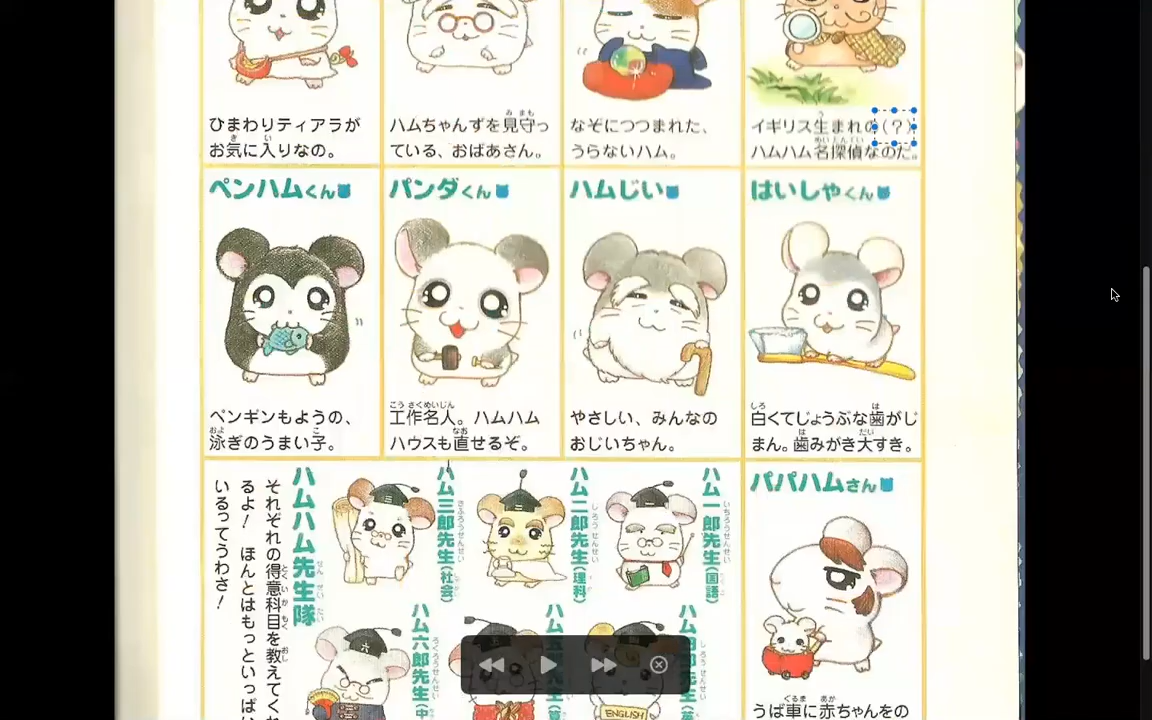 ひまわりティアラが
お気に入りなの。
ハムちゃんずを見守っ
ている、おばあさん。
なぞにつつまれた、
うらないハム。
イギリス生まれの(?)
ハムハム名探偵なのだ。
ペンハムくん
ペンギンもようの、
泳ぎのうまい子。
パンダくん
工作名人。ハムハム
ハウスも直せるぞ。
ハムじい
やさしい、みんなの
おじいちゃん。
はいしゃくん
白くてじょうぶな歯がじ
まん。歯みがき大すき。
ハム一郎先生(国語)
ハム二郎先生(理科)
ハム三郎先生(社会)
ハムハム先生隊
それぞれの得意科目を教えてくれ
るよ! ほんとはもっといっぱい
いるってうわさ!
ハム六郎先生
ENGLISH
パパハムさん
うば車に赤ちゃんをの